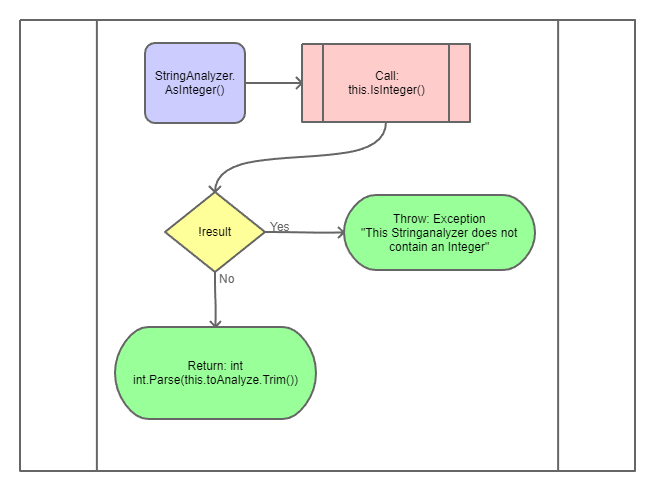 StringAnalyzer.
AsInteger()
Call:
this.IsInteger()
!result
Yes
Throw: Exception
"This Stringanalyzer does not
contain an Integer"
No
Return: int
int.Parse(this.toAnalyze.Trim())